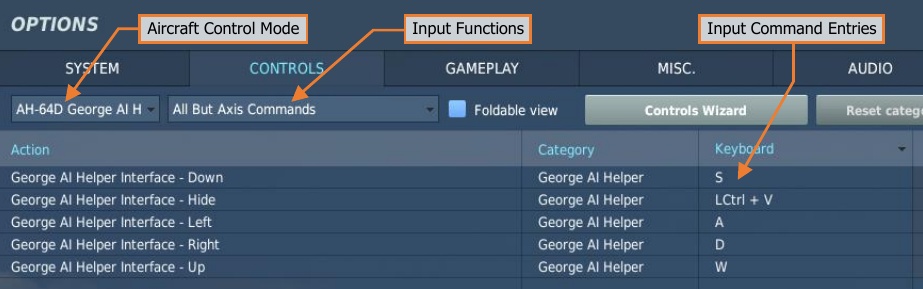 OPTIONS
Aircraft Control Mode Input Functions Input Command Entries
SYSTEM CONTROLS GAMEPLAY MISC. AUDIO
AH-64D George AI H All But Axis Commands Foldable view Controls Wizard Reset categ
Action Category Keyboard
George AI Helper Interface - Down George AI Helper S
George AI Helper Interface - Hide George AI Helper LCtrl + V
George AI Helper Interface - Left George AI Helper A
George AI Helper Interface - Right George AI Helper D
George AI Helper Interface - Up George AI Helper W